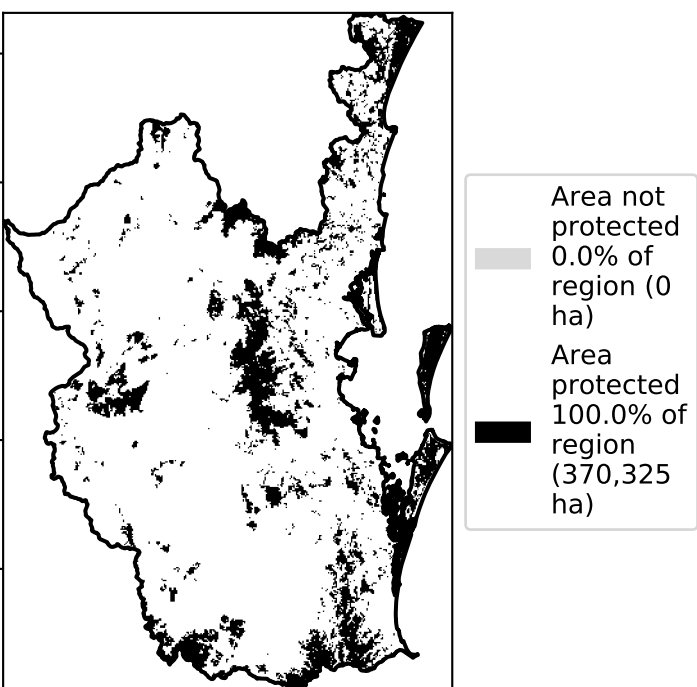 Area not
protected
0.0% of
region (0
ha)
Area
protected
100.0% of
region
(370,325
ha)